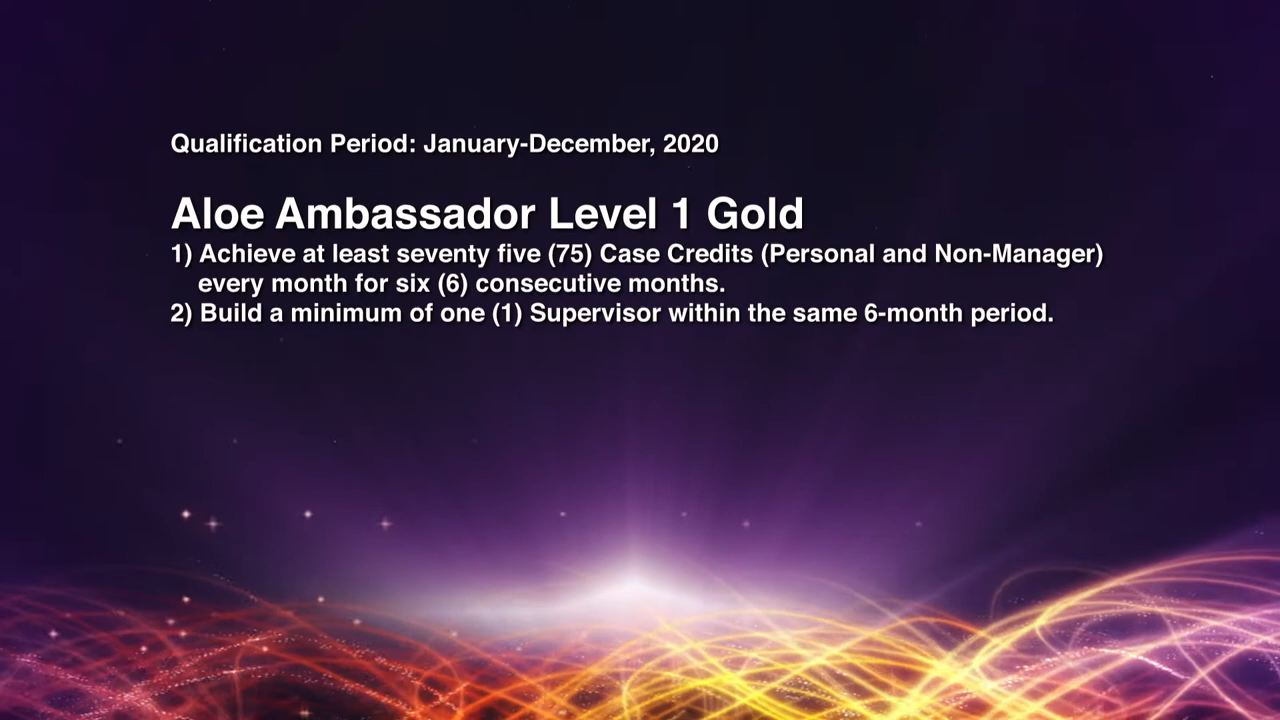 Qualification Period: January-December, 2020
Aloe Ambassador Level 1 Gold
1) Achieve at least seventy five (75) Case Credits (Personal and Non-Manager)
every month for six (6) consecutive months.
2) Build a minimum of one (1) Supervisor within the same 6-month period.